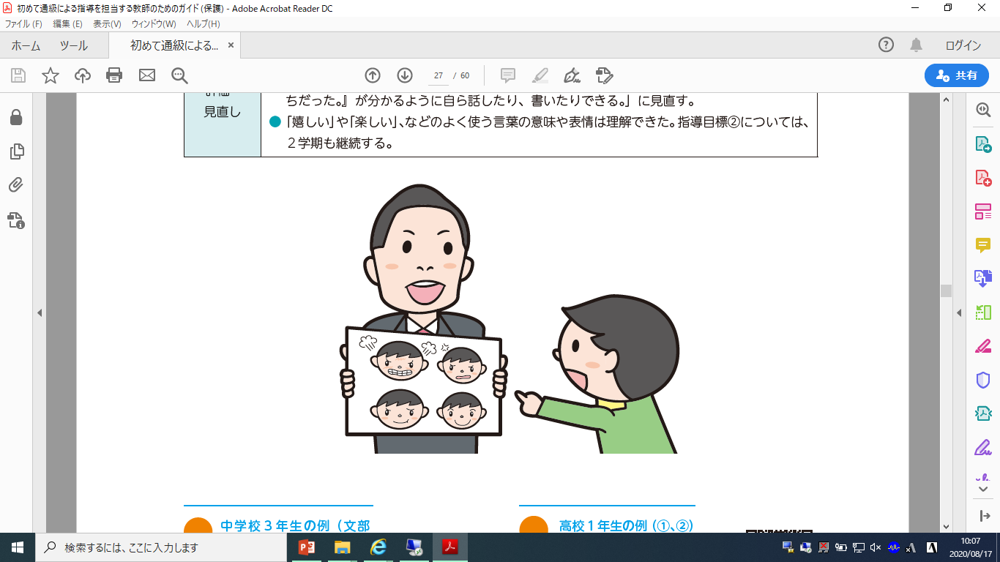 初めて通級による指導を担当する教師のためのガイド (保護) - Adobe Acrobat Reader DC
ファイル(F) 編集(E) 表示(V) ウィンドウ(W) ヘルプ(H)
ホーム ツール 初めて通級による... × ログイン
27 / 60 共有
ちだった。』が分かるように自ら話したり、書いたりできる。」に見直す。
見直し
●「嬉しい」や「楽しい」、などのよく使う言葉の意味や表情は理解できた。指導目標②については、
２学期も継続する。
中学校３年生の例（文部
高校１年生の例（①、②）
検索するには、ここに入力します
A A 10:07
2020/08/17